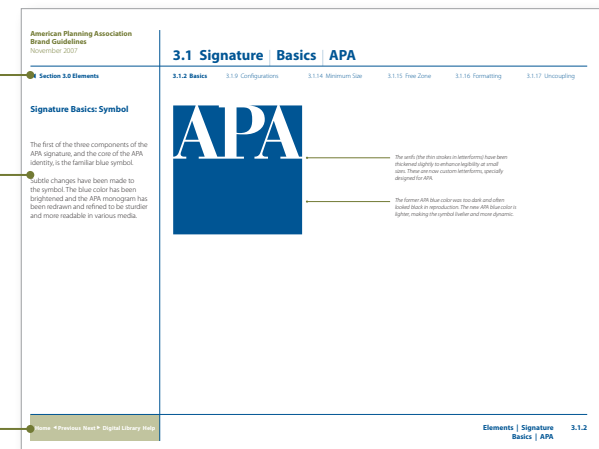 American Planning Association
Brand Guidelines
November 2007
3.1 Signature | Basics | APA
Section 3.0 Elements
3.1.2 Basics
3.1.9 Configurations
3.1.14 Minimum Size
3.1.15 Free Zone
3.1.16 Formatting
3.1.17 Uncoupling
Signature Basics: Symbol
The first of the three components of the
APA signature, and the core of the APA
identity, is the familiar blue symbol.
Subtle changes have been made to
the symbol. The blue color has been
brightened and the APA monogram has
been redrawn and refined to be sturdier
and more readable in various media.
APA
The serifs (the thin strokes in letterforms) have been
thickened slightly to enhance legibility at small
sizes. These are now custom letterforms, specially
designed for APA.
The former APA blue color was too dark and often
looked black in reproduction. The new APA blue color is
lighter, making the symbol livelier and more dynamic.
Home Previous Next Digital Library Help
Elements | Signature 3.1.2
Basics | APA